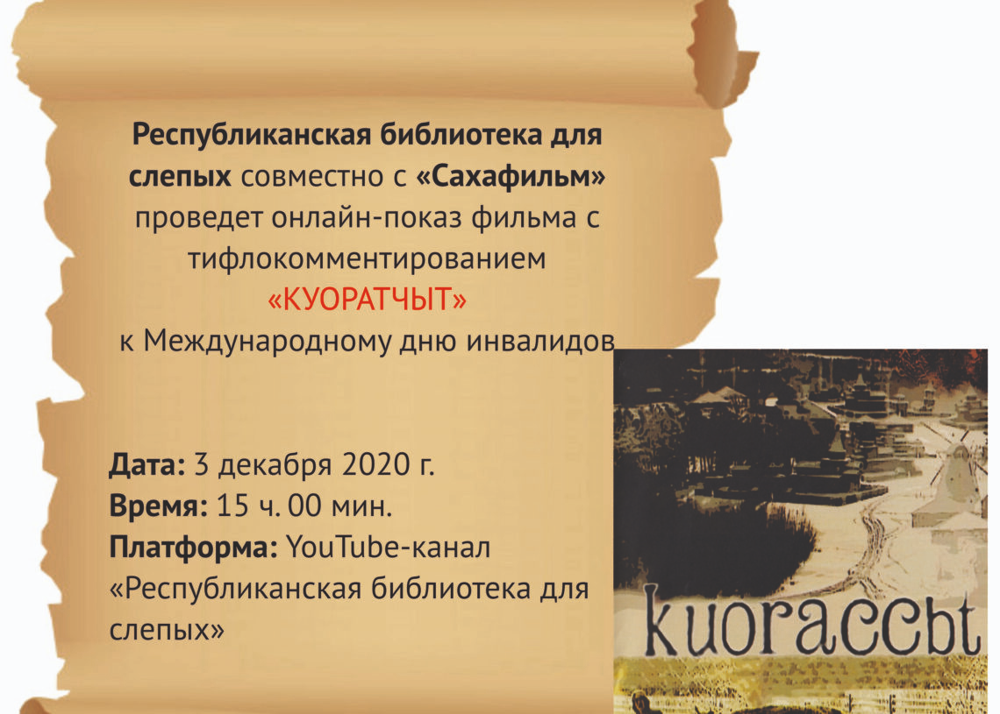 Республиканская библиотека для
слепых совместно с «Сахафильм»
проведет онлайн-показ фильма с
тифлокомментированием
«КУОРАТЧЫТ»
к Международному дню инвалидов
Дата: 3 декабря 2020 г.
Время: 15 ч. 00 мин.
Платформа: YouTube-канал
«Республиканская библиотека для
слепых»
kuoraccыt